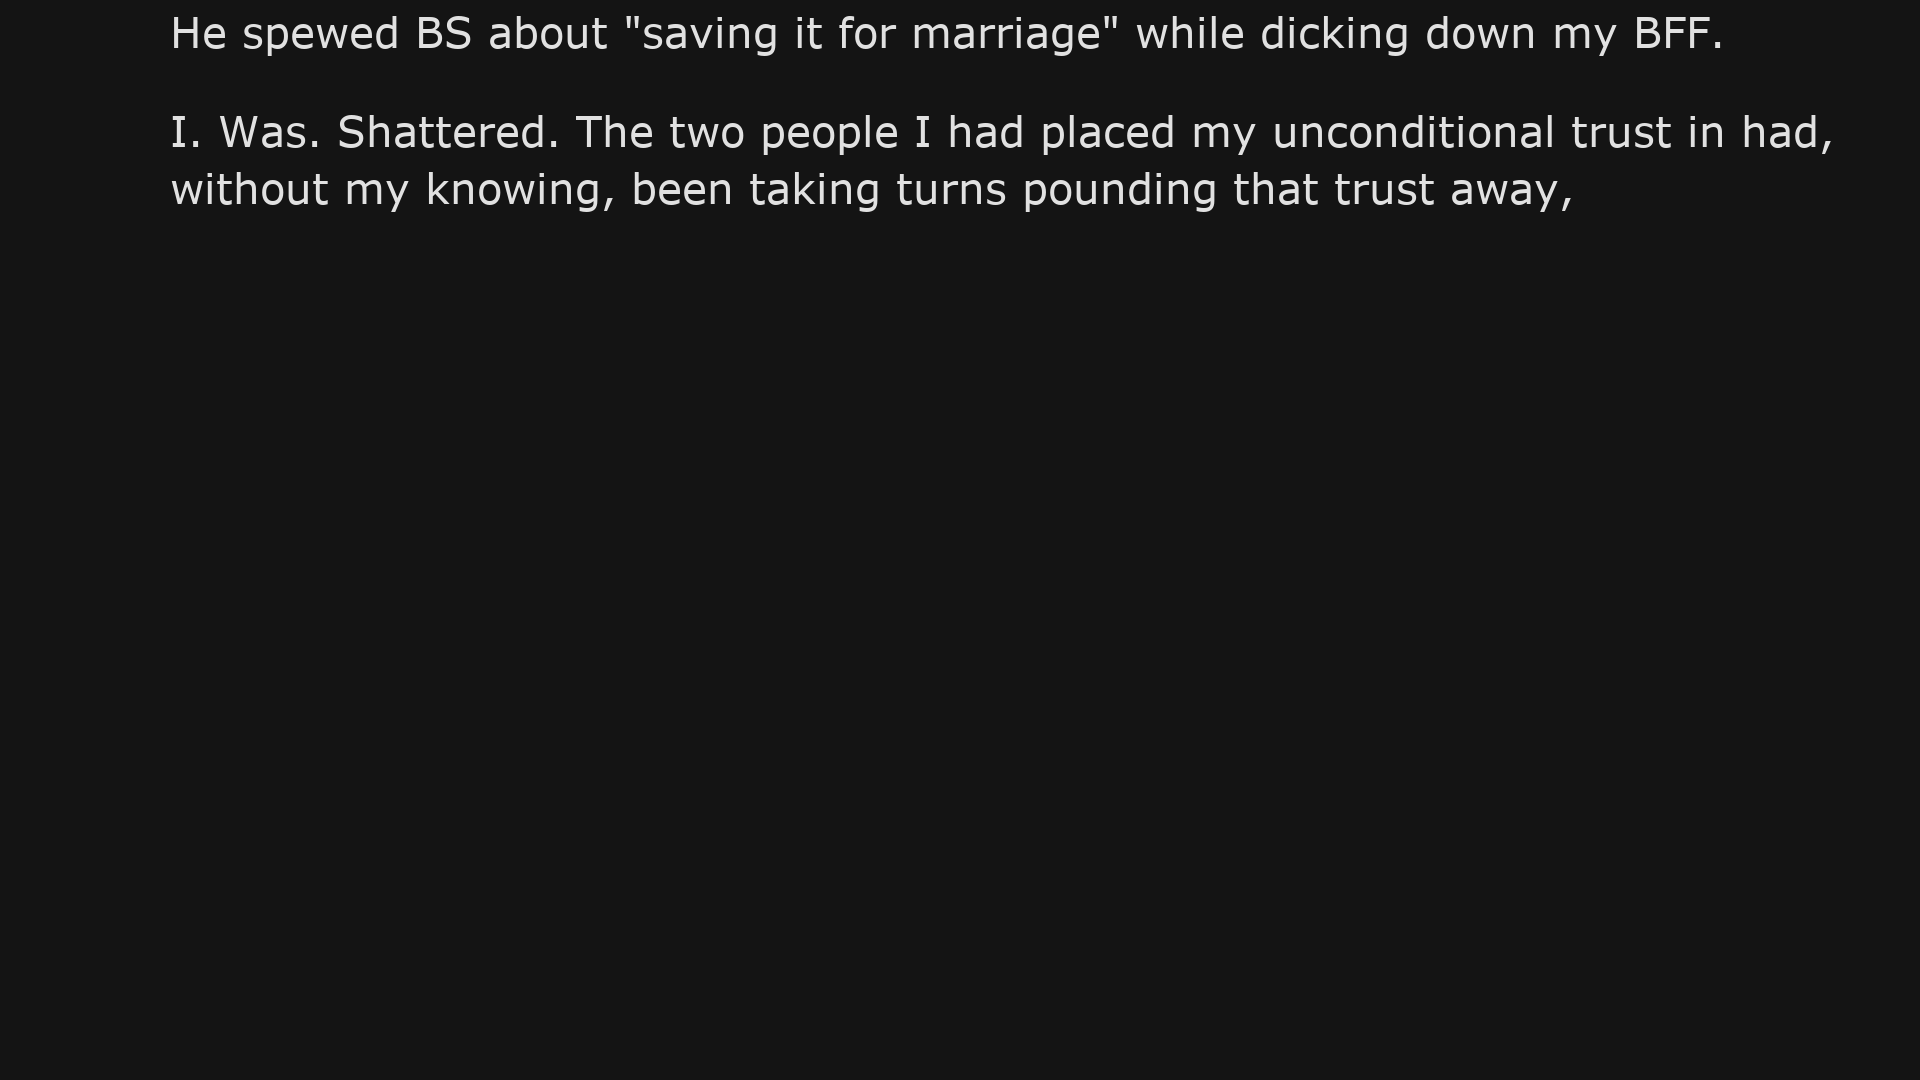 He spewed BS about "saving it for marriage" while dicking down my BFF.
I. Was. Shattered. The two people I had placed my unconditional trust in had,
without my knowing, been taking turns pounding that trust away,